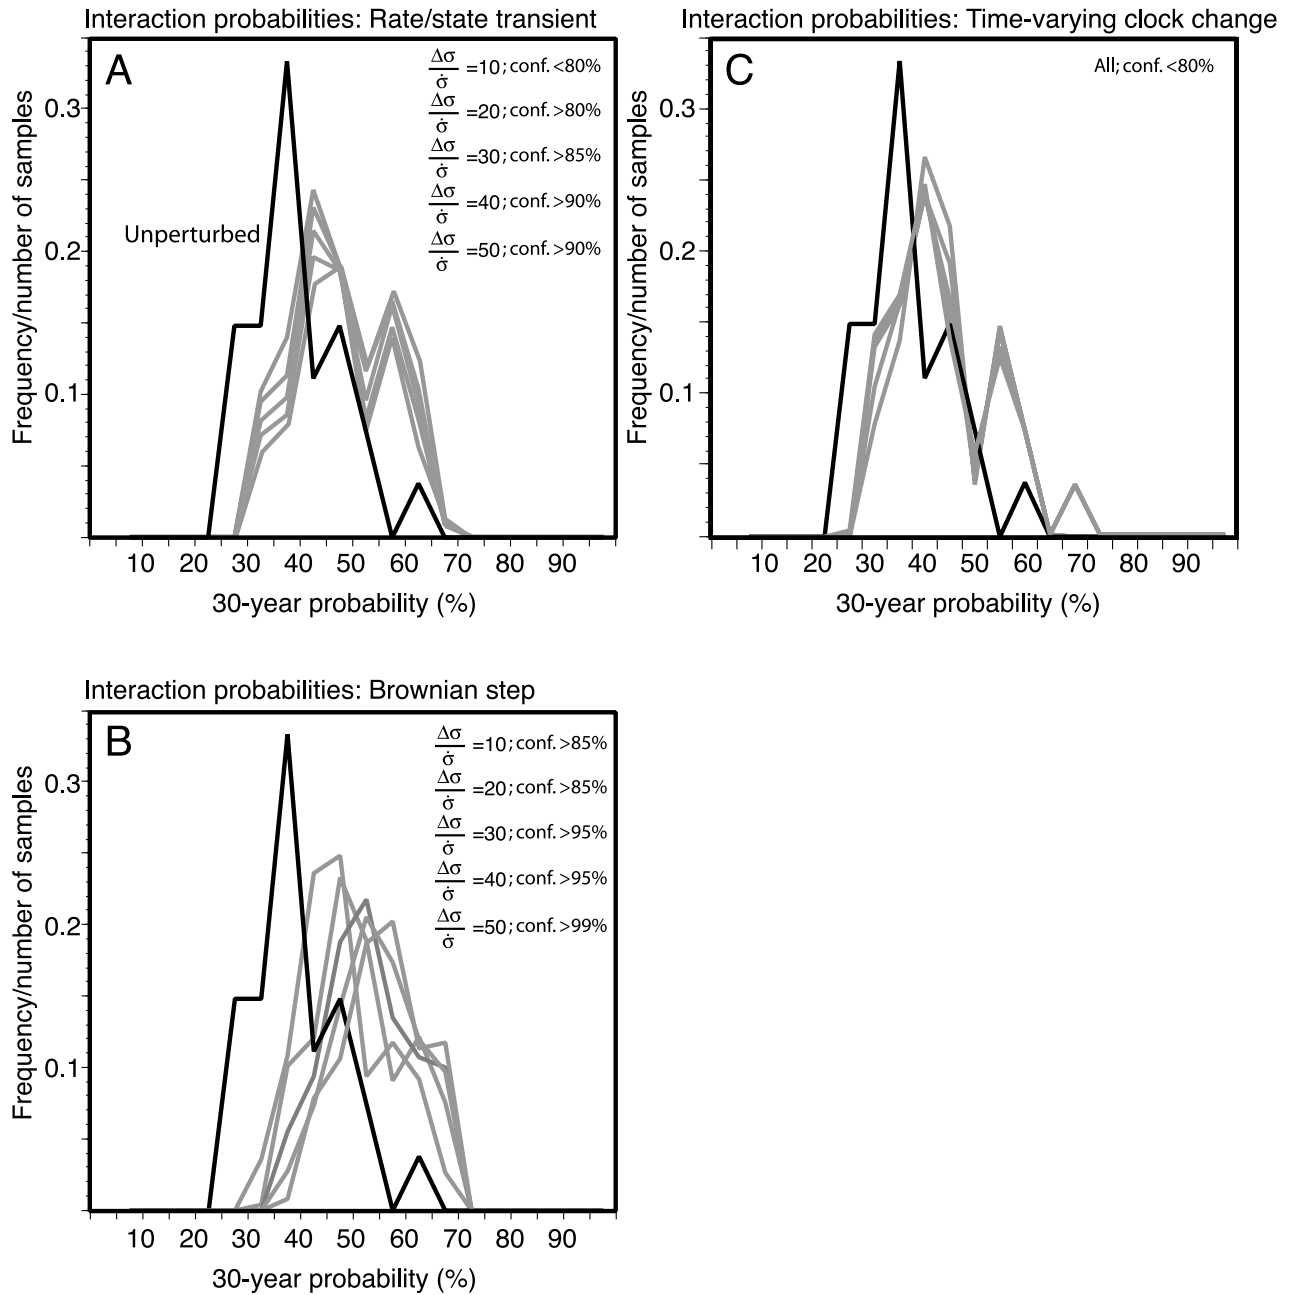 Interaction probabilities: Rate/state transient
A
Δσ/σ̇ =10; conf. <80%
Δσ/σ̇ =20; conf. >80%
Δσ/σ̇ =30; conf. >85%
Δσ/σ̇ =40; conf. >90%
Δσ/σ̇ =50; conf. >90%
Unperturbed
Frequency/number of samples
0.3
0.2
0.1
10 20 30 40 50 60 70 80 90
30-year probability (%)
Interaction probabilities: Time-varying clock change
C
All; conf. <80%
Frequency/number of samples
0.3
0.2
0.1
10 20 30 40 50 60 70 80 90
30-year probability (%)
Interaction probabilities: Brownian step
B
Δσ/|σ̇| =10; conf. >85%
Δσ/|σ̇| =20; conf. >85%
Δσ/|σ̇| =30; conf. >95%
Δσ/|σ̇| =40; conf. >95%
Δσ/|σ̇| =50; conf. >99%
Frequency/number of samples
0.3
0.2
0.1
10 20 30 40 50 60 70 80 90
30-year probability (%)